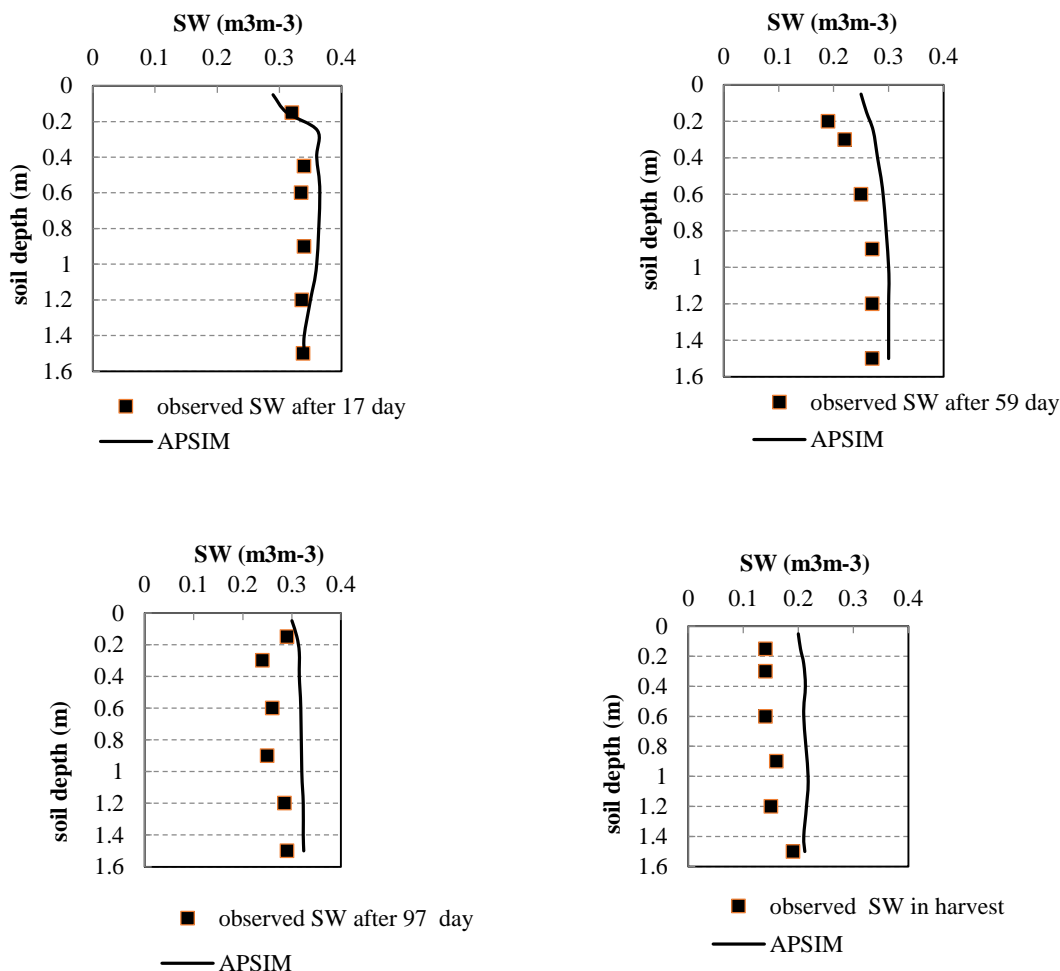 SW (m3m-3)
0 0.1 0.2 0.3 0.4
0
0.2
0.4
0.6
0.8
1
1.2
1.4
1.6
soil depth (m)
observed SW after 17 day
APSIM
SW (m3m-3)
0 0.1 0.2 0.3 0.4
0
0.2
0.4
0.6
0.8
1
1.2
1.4
1.6
soil depth (m)
observed SW after 59 day
APSIM
SW (m3m-3)
0 0.1 0.2 0.3 0.4
0
0.2
0.4
0.6
0.8
1
1.2
1.4
1.6
soil depth (m)
observed SW after 97 day
APSIM
SW (m3m-3)
0 0.1 0.2 0.3 0.4
0
0.2
0.4
0.6
0.8
1
1.2
1.4
1.6
soil depth (m)
observed SW in harvest
APSIM